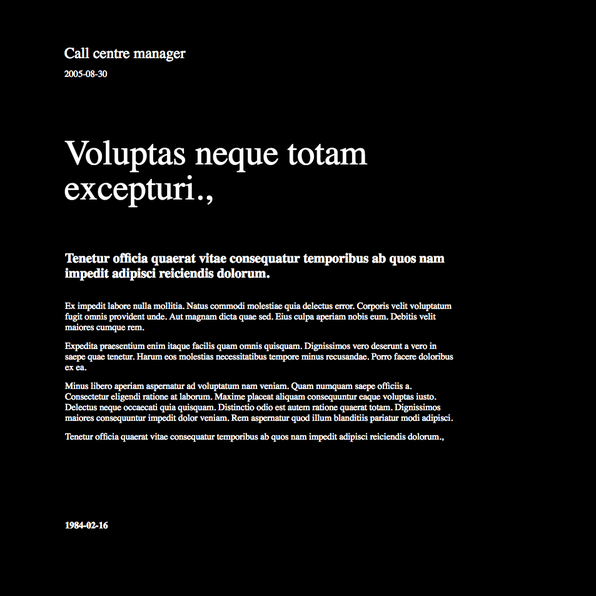 Call centre manager
2005-08-30
Voluptas neque totam
excepturi.,
Tenetur officia quaerat vitae consequatur temporibus ab quos nam
impedit adipisci reiciendis dolorum.
Ex impedit labore nulla mollitia. Natus commodi molestiae quia delectus error. Corporis velit voluptatum
fugit omnis provident unde. Aut magnam dicta quae sed. Eius culpa aperiam nobis eum. Debitis velit
maiores cumque rem.
Expedita praesentium enim itaque facilis quam omnis quisquam. Dignissimos vero deserunt a vero in
saepe quae tenetur. Harum eos molestias necessitatibus tempore minus recusandae. Porro facere doloribus
ex ea.
Minus libero aperiam aspernatur ad voluptatum nam veniam. Quam numquam saepe officiis a.
Consectetur eligendi ratione at laborum. Maxime placeat aliquam consequuntur eaque voluptas iusto.
Delectus neque occaecati quia quisquam. Distinctio odio est autem ratione quaerat totam. Dignissimos
maiores consequuntur impedit dolor veniam. Rem aspernatur quod illum blanditiis pariatur modi adipisci.
Tenetur officia quaerat vitae consequatur temporibus ab quos nam impedit adipisci reiciendis dolorum.,
1984-02-16